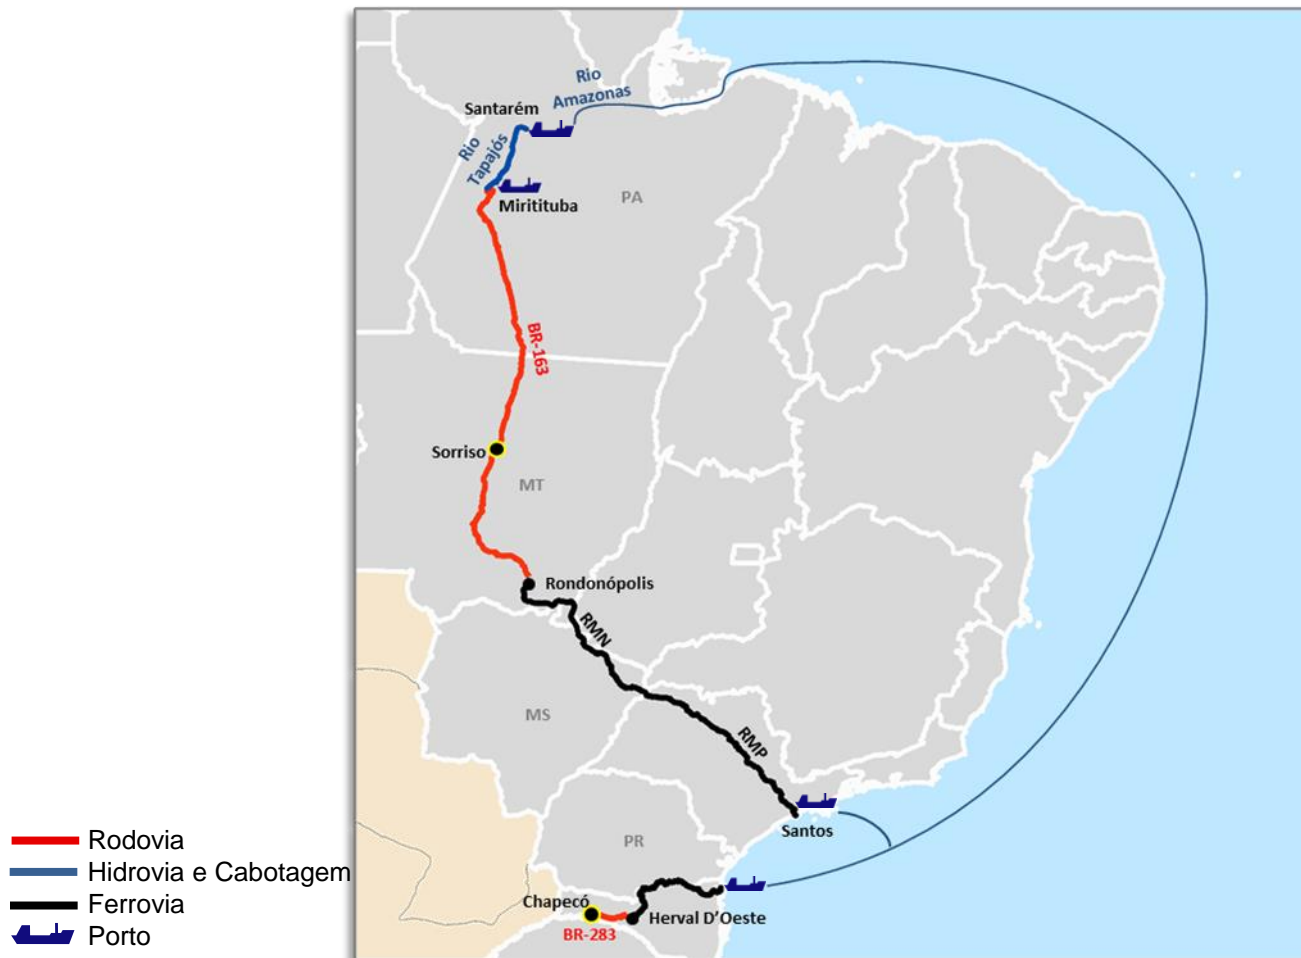 Rio
Amazonas
Santarém
Rio
Tapajós
Miritituba
PA
BR-163
Sorriso
MT
Rondonópolis
RMN
MS
RMP
Santos
PR
Chapecó
Herval D’Oeste
BR-283
Rodovia
Hidrovia e Cabotagem
Ferrovia
Porto